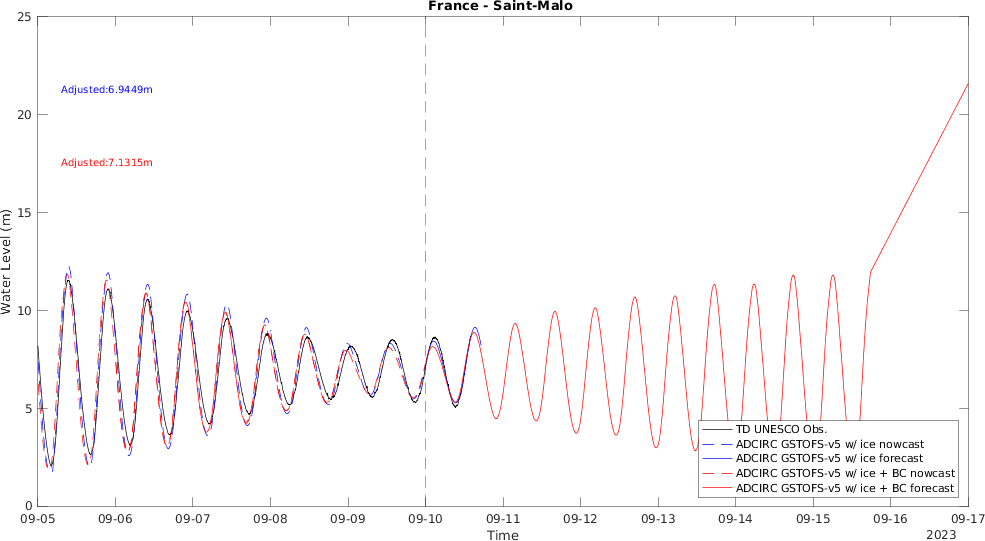 France - Saint-Malo
25
20
15
10
5
0
Water Level (m)
Adjusted:6.9449m
Adjusted:7.1315m
TD UNESCO Obs.
ADCIRC GSTOFS-v5 w/ ice nowcast
ADCIRC GSTOFS-v5 w/ ice forecast
ADCIRC GSTOFS-v5 w/ ice + BC nowcast
ADCIRC GSTOFS-v5 w/ ice + BC forecast
09-05 09-06 09-07 09-08 09-09 09-10 09-11 09-12 09-13 09-14 09-15 09-16 09-17
Time
2023